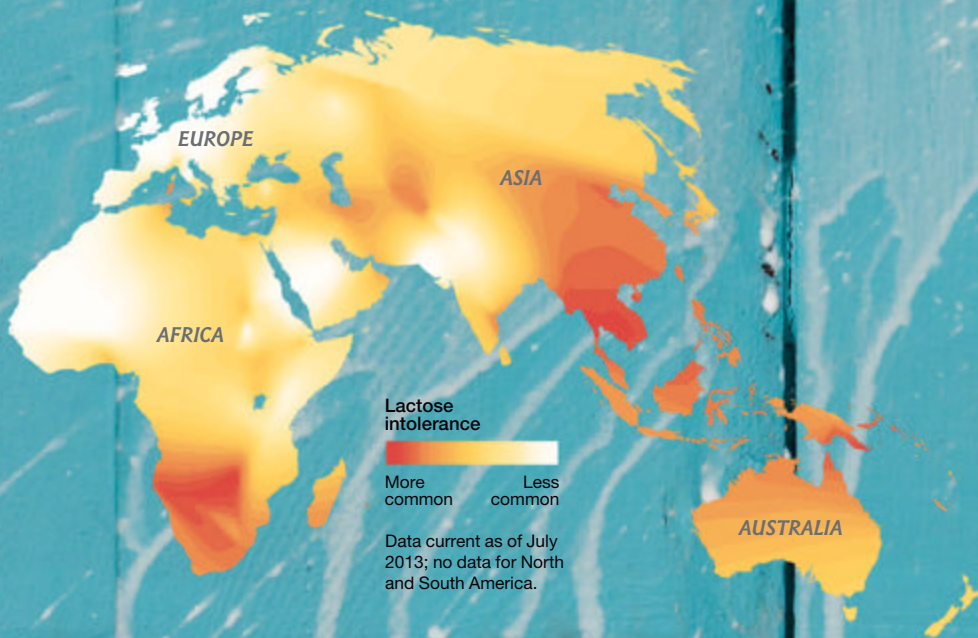 EUROPE
ASIA
AFRICA
Lactose
intolerance
More Less
common common
AUSTRALIA
Data current as of July
2013; no data for North
and South America.